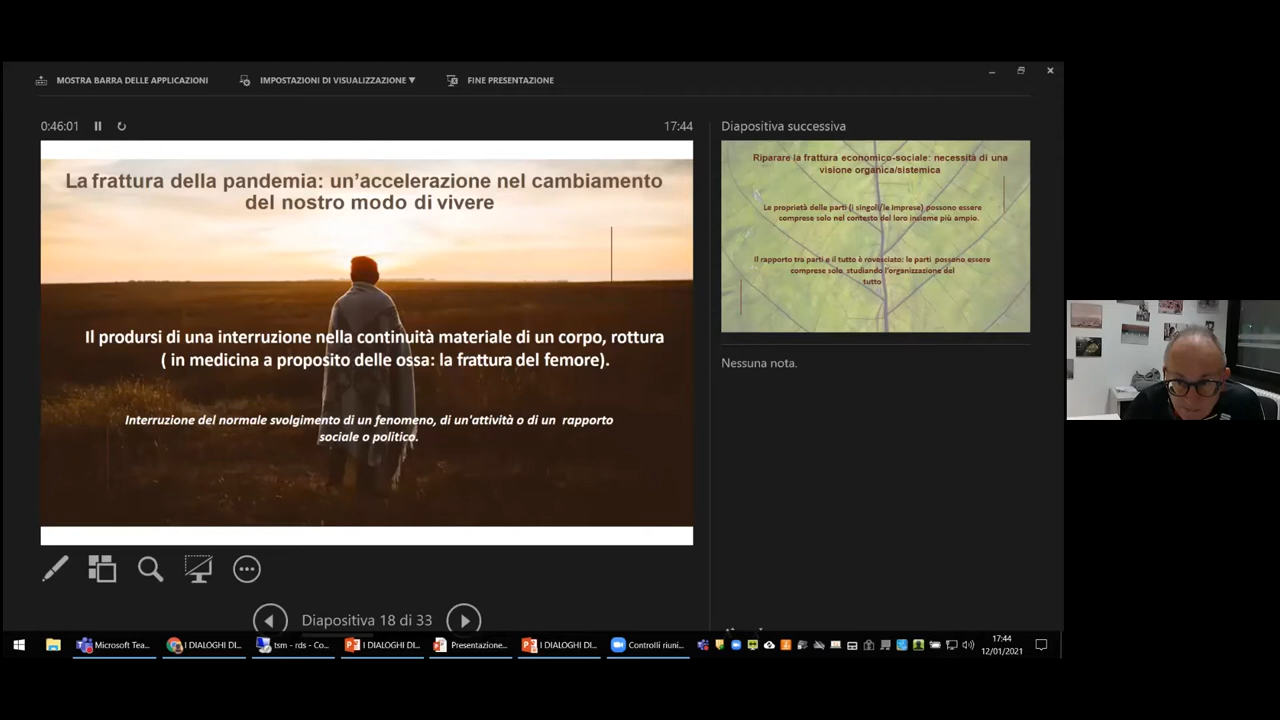 MOSTRA BARRA DELLE APPLICAZIONI
IMPOSTAZIONI DI VISUALIZZAZIONE ▼
FINE PRESENTAZIONE
0:46:01
17:44
La frattura della pandemia: un'accelerazione nel cambiamento
del nostro modo di vivere
Il prodursi di una interruzione nella continuità materiale di un corpo, rottura
( in medicina a proposito delle ossa: la frattura del femore).
Interruzione del normale svolgimento di un fenomeno, di un'attività o di un rapporto
sociale o politico.
Diapositiva successiva
Riparare la frattura economico-sociale: necessità di una
visione organica/sistemica
Le proprietà delle parti (i singoli/le imprese) possono essere
comprese solo nel contesto del loro insieme più ampio.
Il rapporto tra parti e il tutto è rovesciato: le parti possono essere
comprese solo studiando l'organizzazione del
tutto
Nessuna nota.
Diapositiva 18 di 33
Microsoft Tea...
I DIALOGHI DI...
tsm - rds - Co...
I DIALOGHI DI...
Presentazione...
I DIALOGHI DI...
Controlli riuni...
17:44
12/01/2021